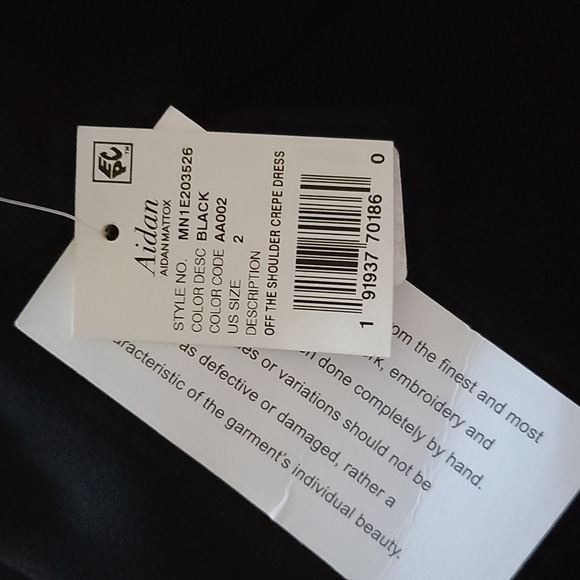 ECP™
Aidan
AIDAN MATTOX
STYLE NO. MN1E203526
COLOR DESC BLACK
COLOR CODE AA002
US SIZE 2
DESCRIPTION
OFF THE SHOULDER CREPE DRESS
1 91937 70186 0
om the finest and most
embroidery and
done completely by hand.
or variations should not be
as defective or damaged, rather a
aracteristic of the garment's individual beauty.